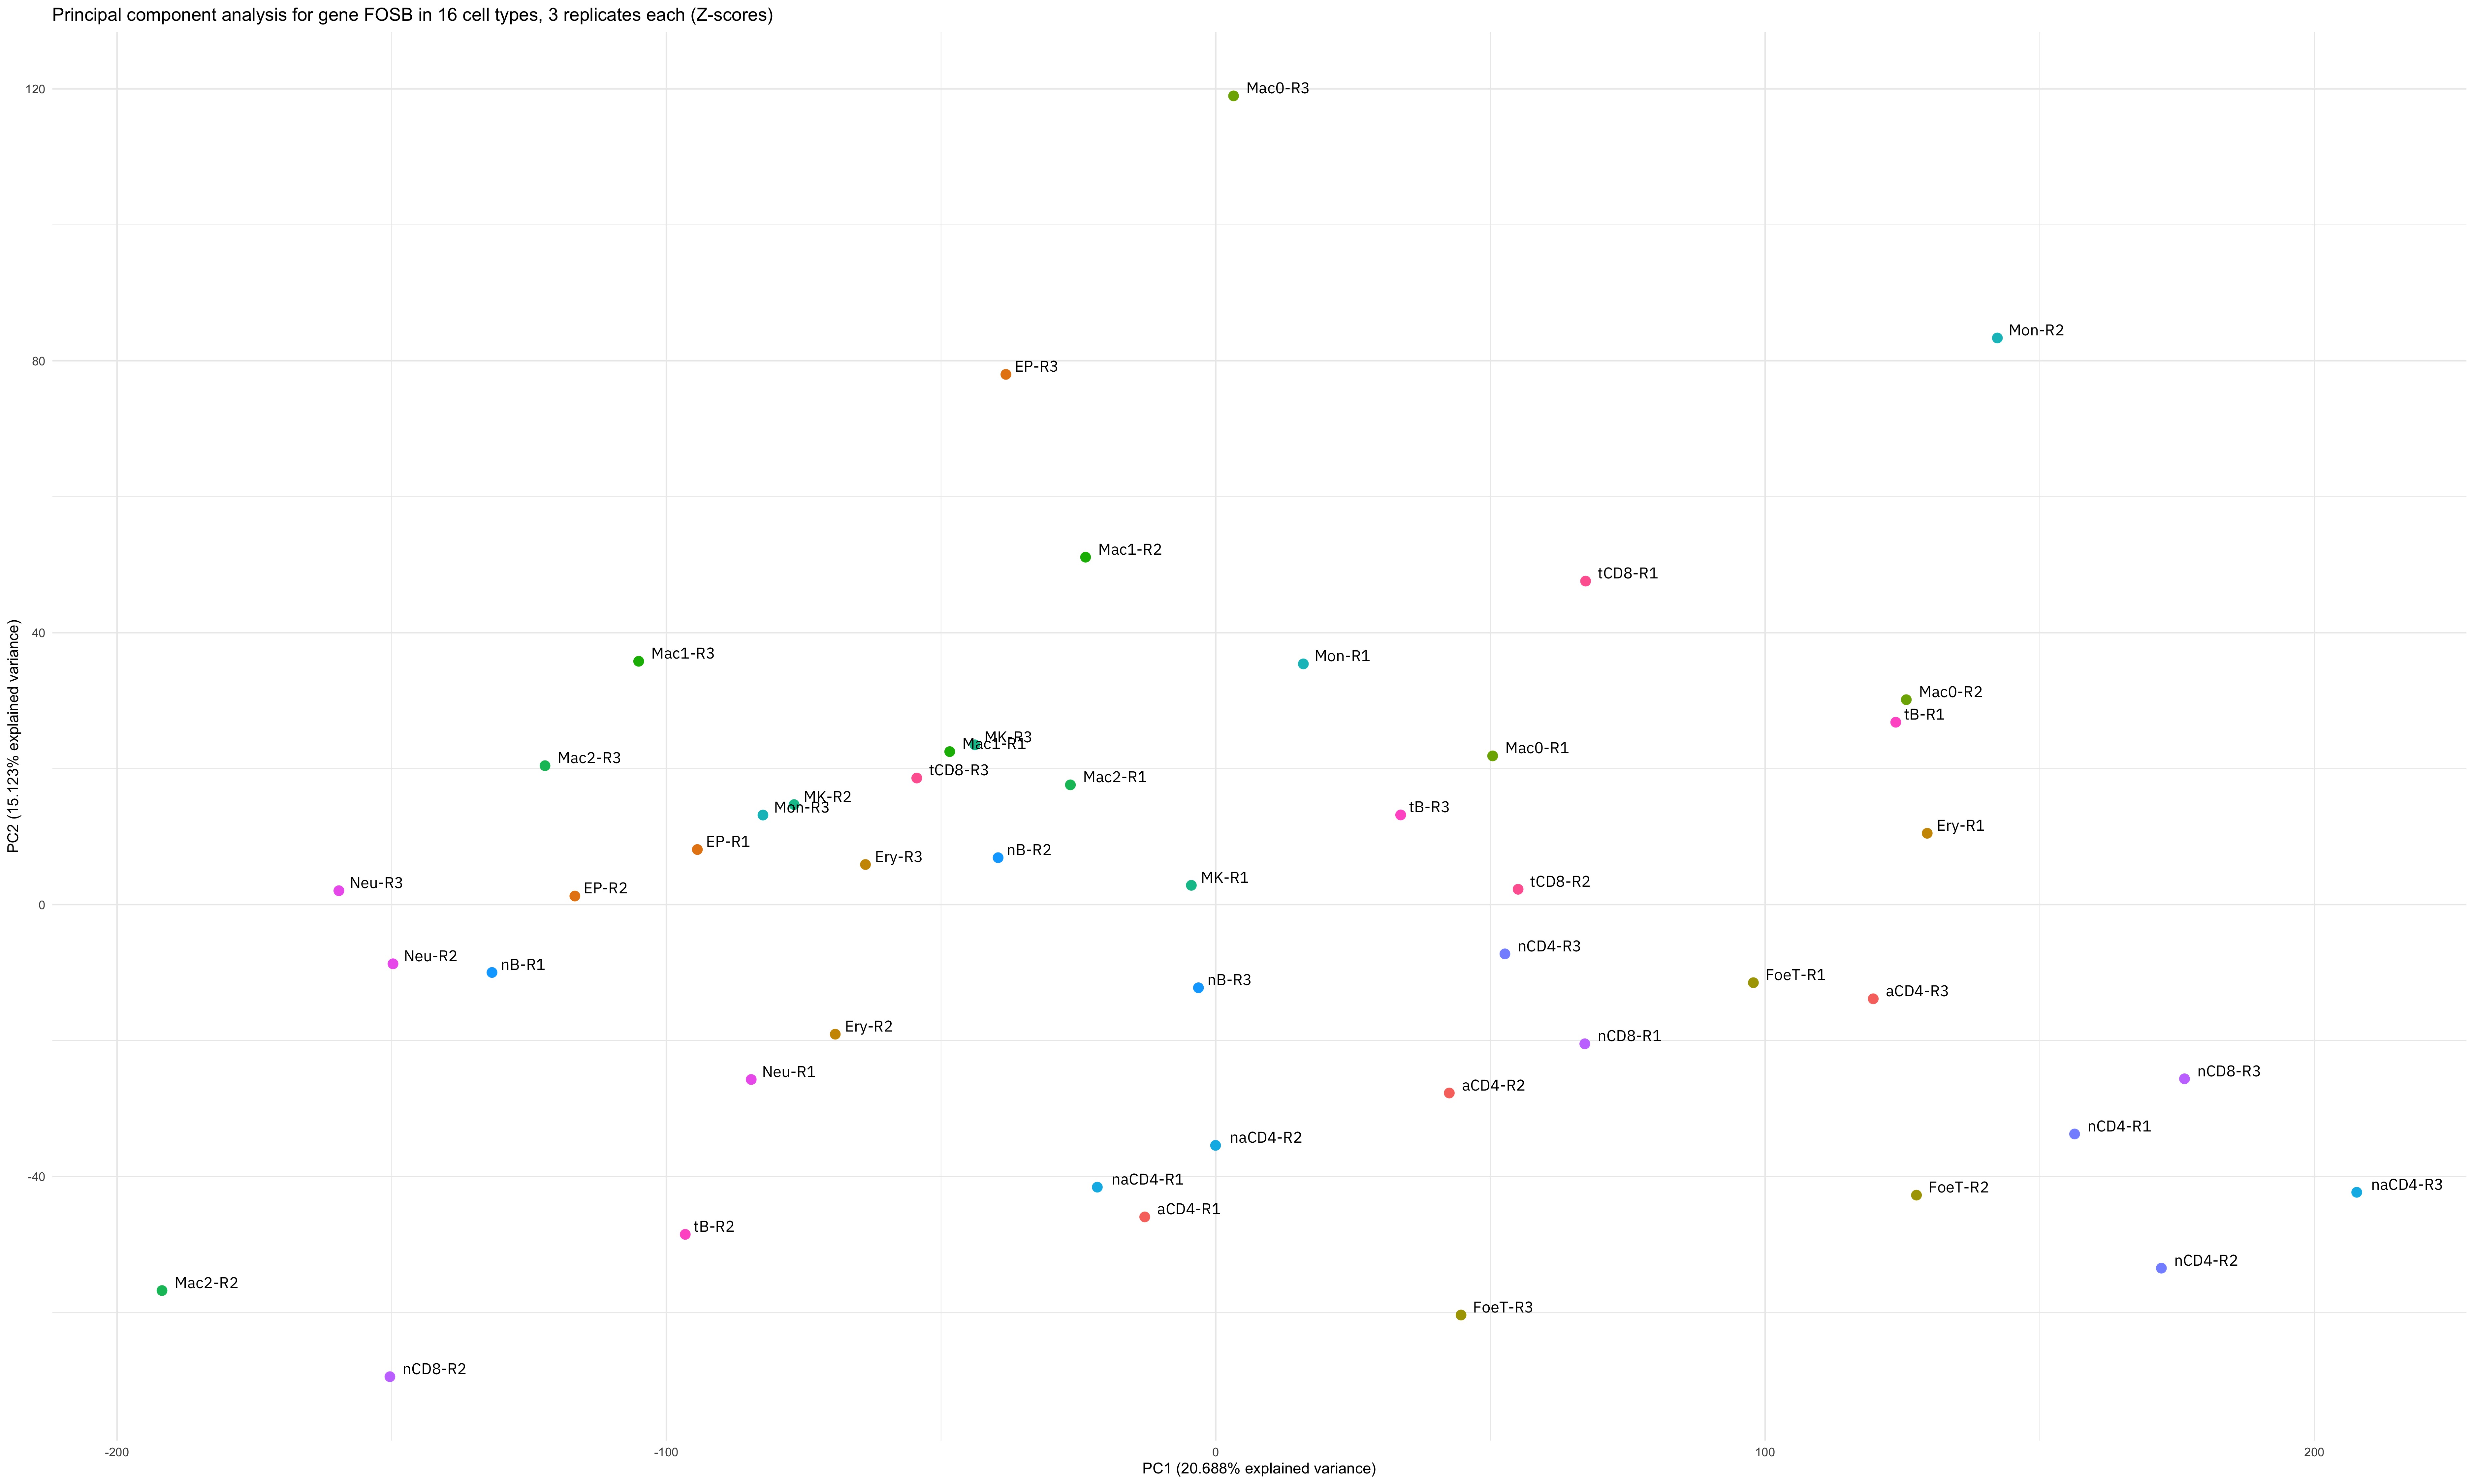 Principal component analysis for gene FOSB in 16 cell types, 3 replicates each (Z-scores)
120
80
40
0
-40
PC2 (15.123% explained variance)
Mac0-R3
Mon-R2
EP-R3
Mac1-R2
tCD8-R1
Mac1-R3
Mon-R1
Mac0-R2
tB-R1
MK-R3
Mac1-R1
Mac0-R1
Mac2-R3
tCD8-R3
Mac2-R1
MK-R2
Mon-R3
tB-R3
Ery-R1
EP-R1
nB-R2
Ery-R3
MK-R1
tCD8-R2
Neu-R3
EP-R2
nCD4-R3
Neu-R2
nB-R1
FoeT-R1
nB-R3
aCD4-R3
Ery-R2
nCD8-R1
Neu-R1
nCD8-R3
aCD4-R2
nCD4-R1
naCD4-R2
naCD4-R1
naCD4-R3
FoeT-R2
aCD4-R1
tB-R2
nCD4-R2
Mac2-R2
FoeT-R3
nCD8-R2
-200
-100
0
100
200
PC1 (20.688% explained variance)